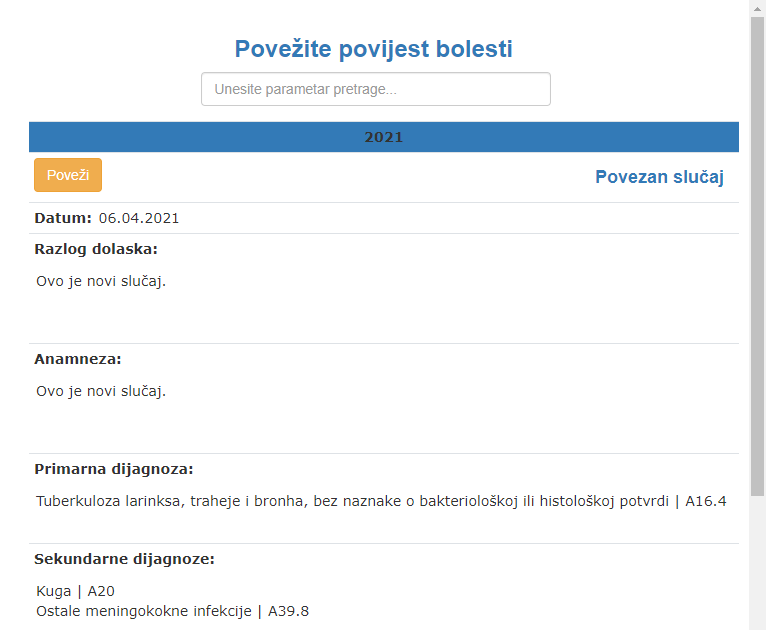 Povežite povijest bolesti
Unesite parametar pretrage...
2021
Poveži
Povezan slučaj
Datum: 06.04.2021
Razlog dolaska:
Ovo je novi slučaj.
Anamneza:
Ovo je novi slučaj.
Primarna dijagnoza:
Tuberkuloza larinksa, traheje i bronha, bez naznake o bakteriološkoj ili histološkoj potvrdi | A16.4
Sekundarne dijagnoze:
Kuga | A20
Ostale meningokokne infekcije | A39.8